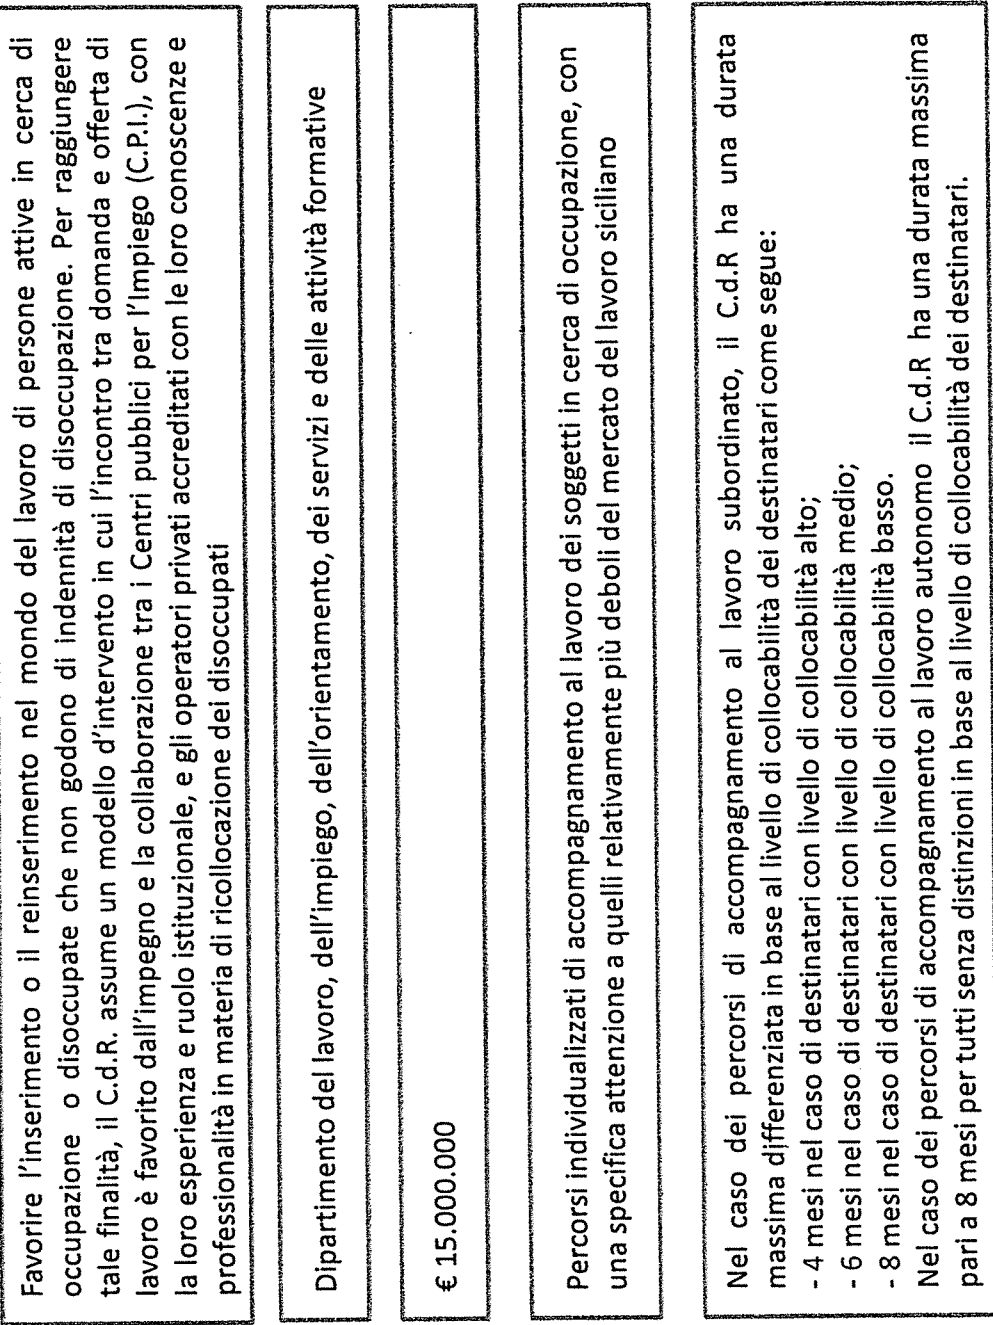 Favorire l'inserimento o il reinserimento nel mondo del lavoro di persone attive in cerca di
occupazione o disoccupate che non godono di indennità di disoccupazione. Per raggiungere
tale finalità, il C.d.R. assume un modello d'intervento in cui l'incontro tra domanda e offerta di
lavoro è favorito dall'impegno e la collaborazione tra i Centri pubblici per l'Impiego (C.P.I.), con
la loro esperienza e ruolo istituzionale, e gli operatori privati accreditati con le loro conoscenze e
professionalità in materia di ricollocazione dei disoccupati
Dipartimento del lavoro, dell'impiego, dell'orientamento, dei servizi e delle attività formative
€ 15.000.000
Percorsi individualizzati di accompagnamento al lavoro dei soggetti in cerca di occupazione, con
una specifica attenzione a quelli relativamente più deboli del mercato del lavoro siciliano
Nel caso dei percorsi di accompagnamento al lavoro subordinato, il C.d.R ha una durata
massima differenziata in base al livello di collocabilità dei destinatari come segue:
- 4 mesi nel caso di destinatari con livello di collocabilità alto;
- 6 mesi nel caso di destinatari con livello di collocabilità medio;
- 8 mesi nel caso di destinatari con livello di collocabilità basso.
Nel caso dei percorsi di accompagnamento al lavoro autonomo il C.d.R ha una durata massima
pari a 8 mesi per tutti senza distinzioni in base al livello di collocabilità dei destinatari.